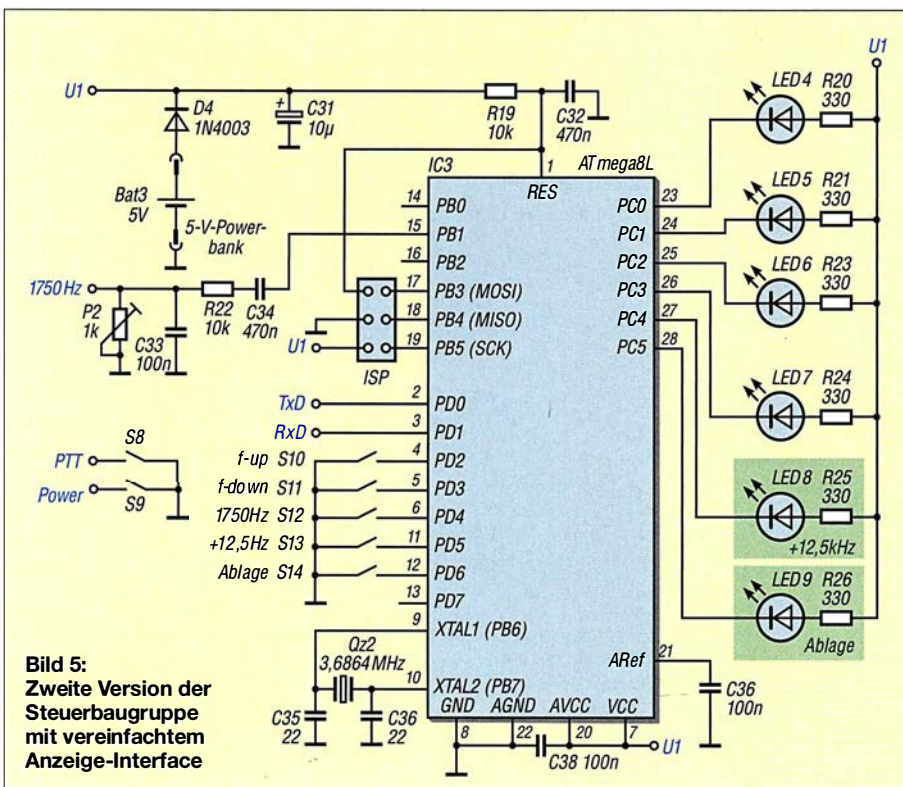 U1
D4
1N4003
+
C31
10µ
R19
10k
C32
470n
LED4
R20
330
U1
Bat3
5V
5-V-Power-
bank
IC3
ATmega8L
1
RES
14
PB0
PC0
23
15
PB1
PC1
24
LED5
R21
330
16
PB2
PC2
25
LED6
R23
330
1750Hz
P2
1k
R22
10k
C34
470n
C33
100n
17
PB3 (MOSI)
PC3
26
18
PB4 (MISO)
PC4
27
U1
19
PB5 (SCK)
PC5
28
ISP
LED7
R24
330
TxD
2
PD0
RxD
3
PD1
PTT
S8
Power
S9
f-up S10
4
PD2
f-down S11
5
PD3
1750Hz S12
6
PD4
+12,5Hz S13
11
PD5
Ablage S14
12
PD6
13
PD7
LED8
R25
330
+12,5kHz
LED9
R26
330
Ablage
9
XTAL1 (PB6)
Qz2
3,6864MHz
10
XTAL2 (PB7)
ARef
21
C36
100n
C35
22
C36
22
GND
AGND
AVCC
VCC
8
22
20
7
U1
C38 100n
Bild 5:
Zweite Version der
Steuerbaugruppe
mit vereinfachtem
Anzeige-Interface